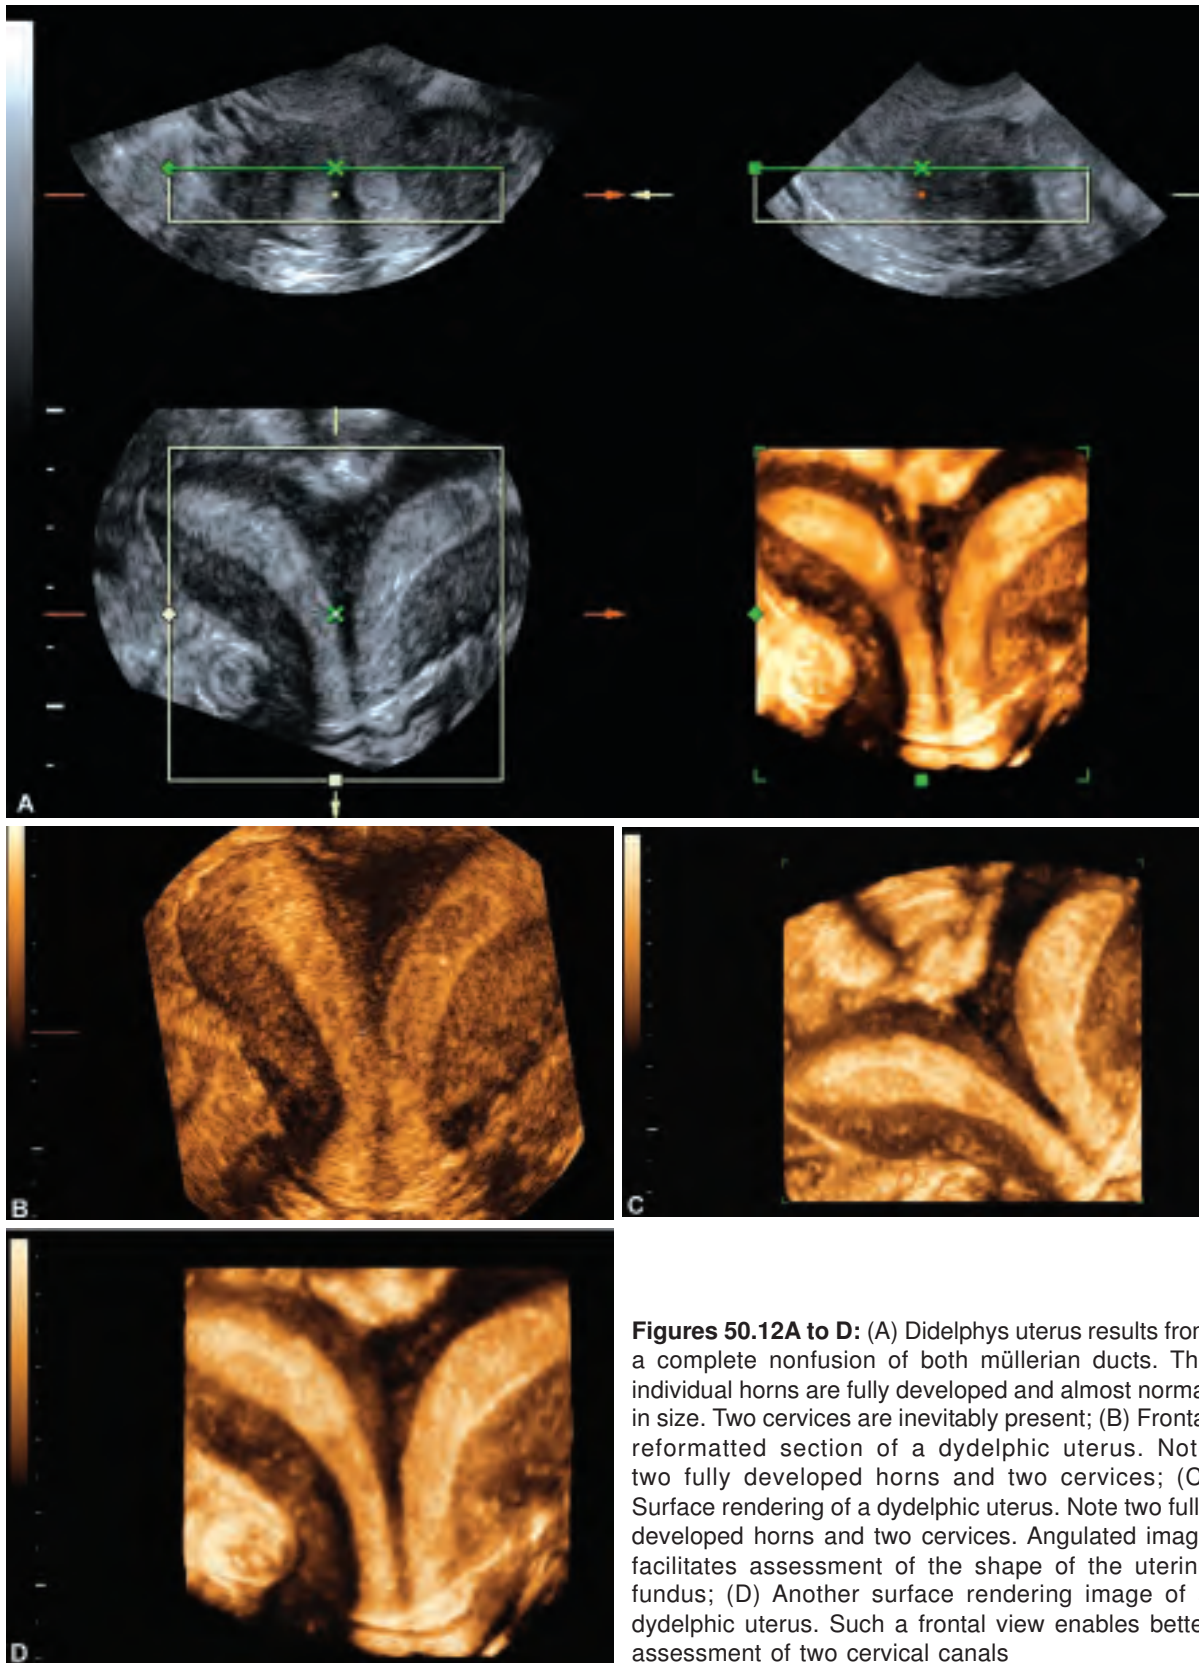 A
B
C
D
Figures 50.12A to D: (A) Didelphys uterus results from
a complete nonfusion of both müllerian ducts. Th
individual horns are fully developed and almost norma
in size. Two cervices are inevitably present; (B) Fronta
reformatted section of a dydelphic uterus. Not
two fully developed horns and two cervices; (C
Surface rendering of a dydelphic uterus. Note two full
developed horns and two cervices. Angulated imag
facilitates assessment of the shape of the uterin
fundus; (D) Another surface rendering image of
dydelphic uterus. Such a frontal view enables bette
assessment of two cervical canals